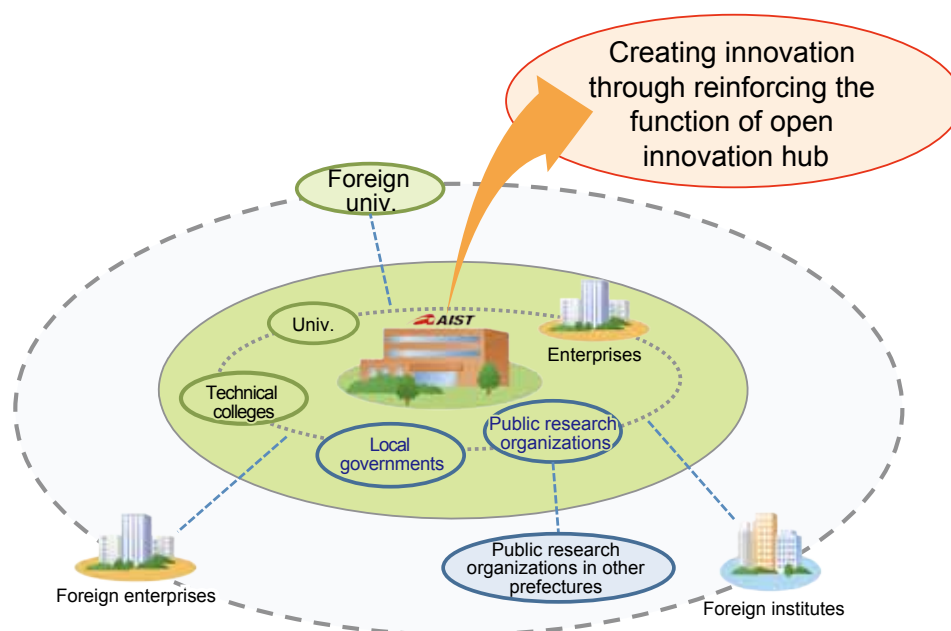 Creating innovation
through reinforcing the
function of open
innovation hub
Foreign
univ.
AIST
Univ.
Enterprises
Technical
colleges
Public research
organizations
Local
governments
Public research
organizations in other
prefectures
Foreign enterprises
Foreign institutes